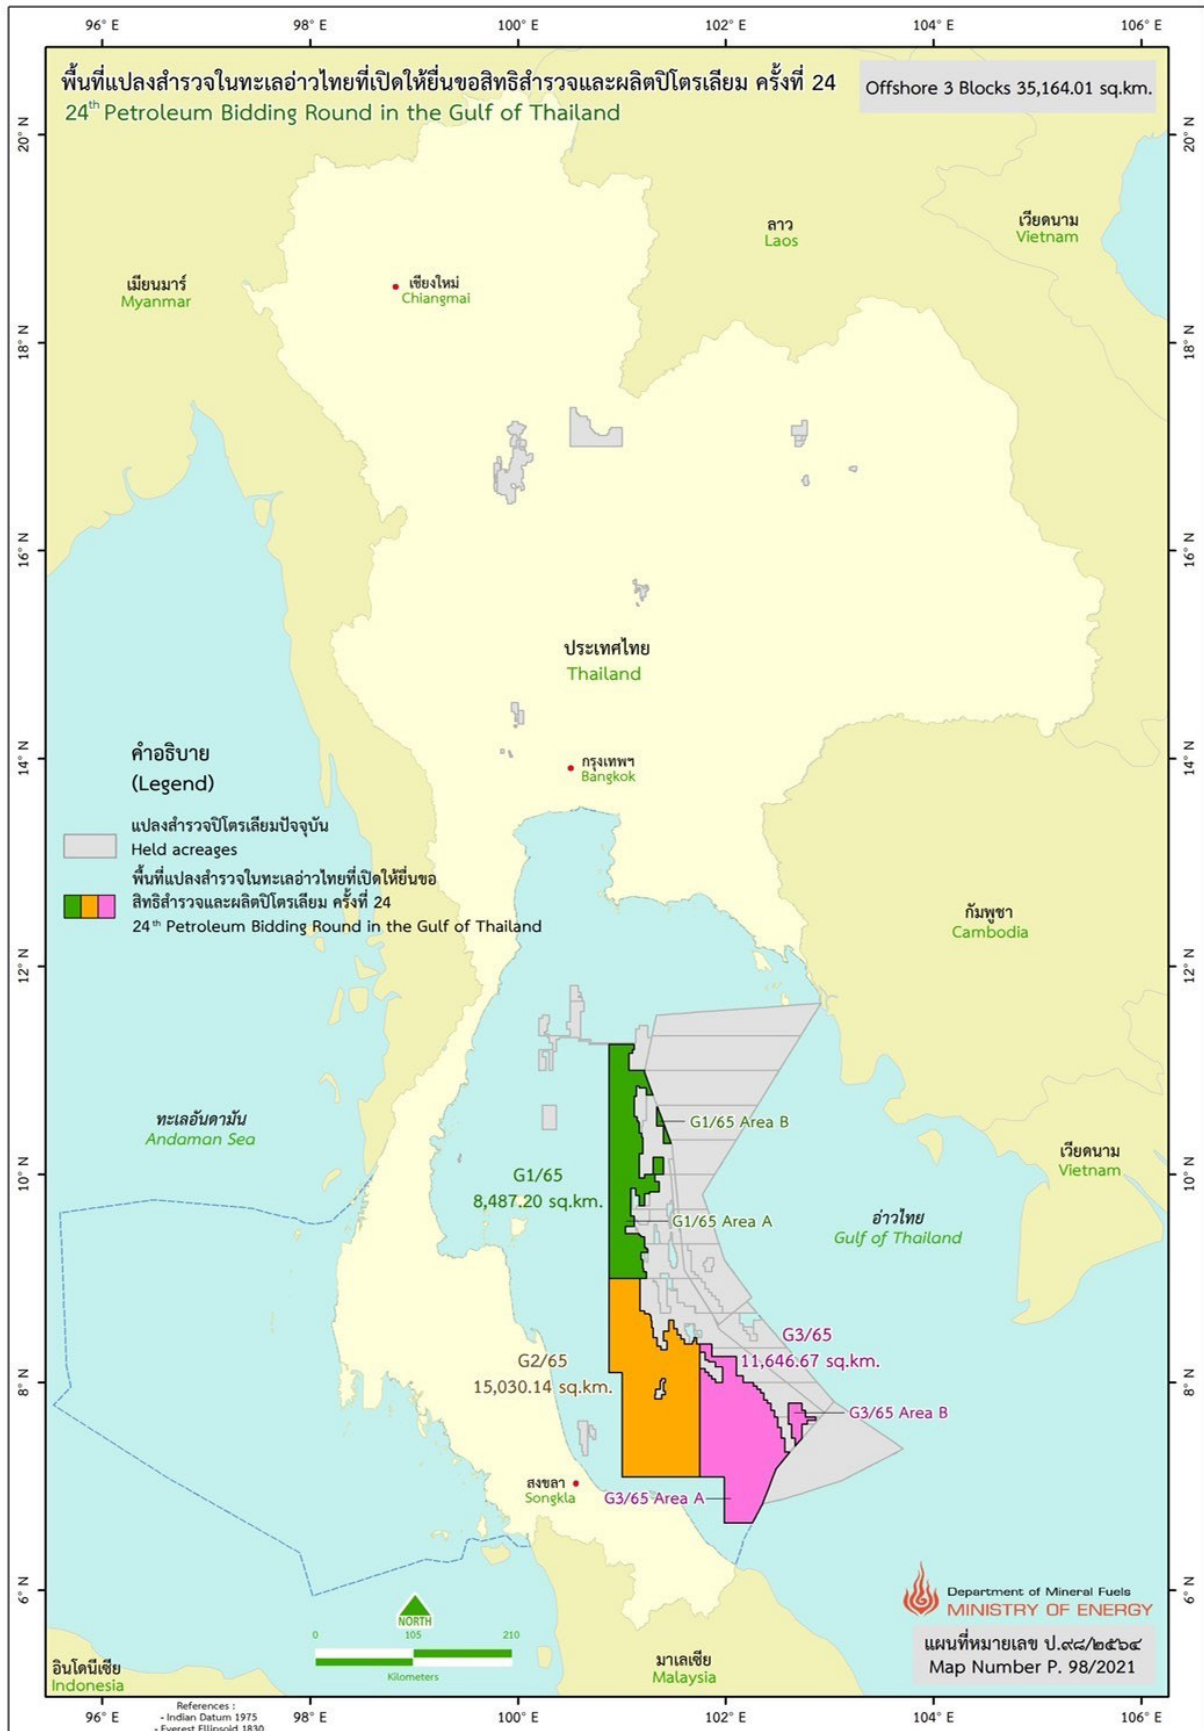 96° E 98° E 100° E 102° E 104° E 106° E
พื้นที่แปลงสำรวจในทะเลอ่าวไทยที่เปิดให้ยื่นขอสิทธิสำรวจและผลิตปิโตรเลียม ครั้งที่ 24
24th Petroleum Bidding Round in the Gulf of Thailand
Offshore 3 Blocks 35,164.01 sq.km.
20° N 20° N
ลาว
Laos
เวียดนาม
Vietnam
เมียนมาร์
Myanmar
เชียงใหม่
Chiangmai
18° N 18° N
16° N 16° N
ประเทศไทย
Thailand
14° N 14° N
กรุงเทพฯ
Bangkok
คำอธิบาย
(Legend)
แปลงสำรวจปิโตรเลียมปัจจุบัน
Held acreages
พื้นที่แปลงสำรวจในทะเลอ่าวไทยที่เปิดให้ยื่นขอ
สิทธิสำรวจและผลิตปิโตรเลียม ครั้งที่ 24
24th Petroleum Bidding Round in the Gulf of Thailand
กัมพูชา
Cambodia
12° N 12° N
ทะเลอันดามัน
Andaman Sea
G1/65 Area B
เวียดนาม
Vietnam
10° N 10° N
G1/65
8,487.20 sq.km.
G1/65 Area A
อ่าวไทย
Gulf of Thailand
G3/65
11,646.67 sq.km.
G2/65
15,030.14 sq.km.
8° N 8° N
G3/65 Area B
สงขลา
Songkla
G3/65 Area A
6° N 6° N
Department of Mineral Fuels
MINISTRY OF ENERGY
NORTH
0 105 210
Kilometers
แผนที่หมายเลข ป.๙๘/๒๕๖๔
Map Number P. 98/2021
อินโดนีเซีย
Indonesia
มาเลเซีย
Malaysia
96° E 98° E 100° E 102° E 104° E 106° E
References :
- Indian Datum 1975
- Everest Ellipsoid 1830